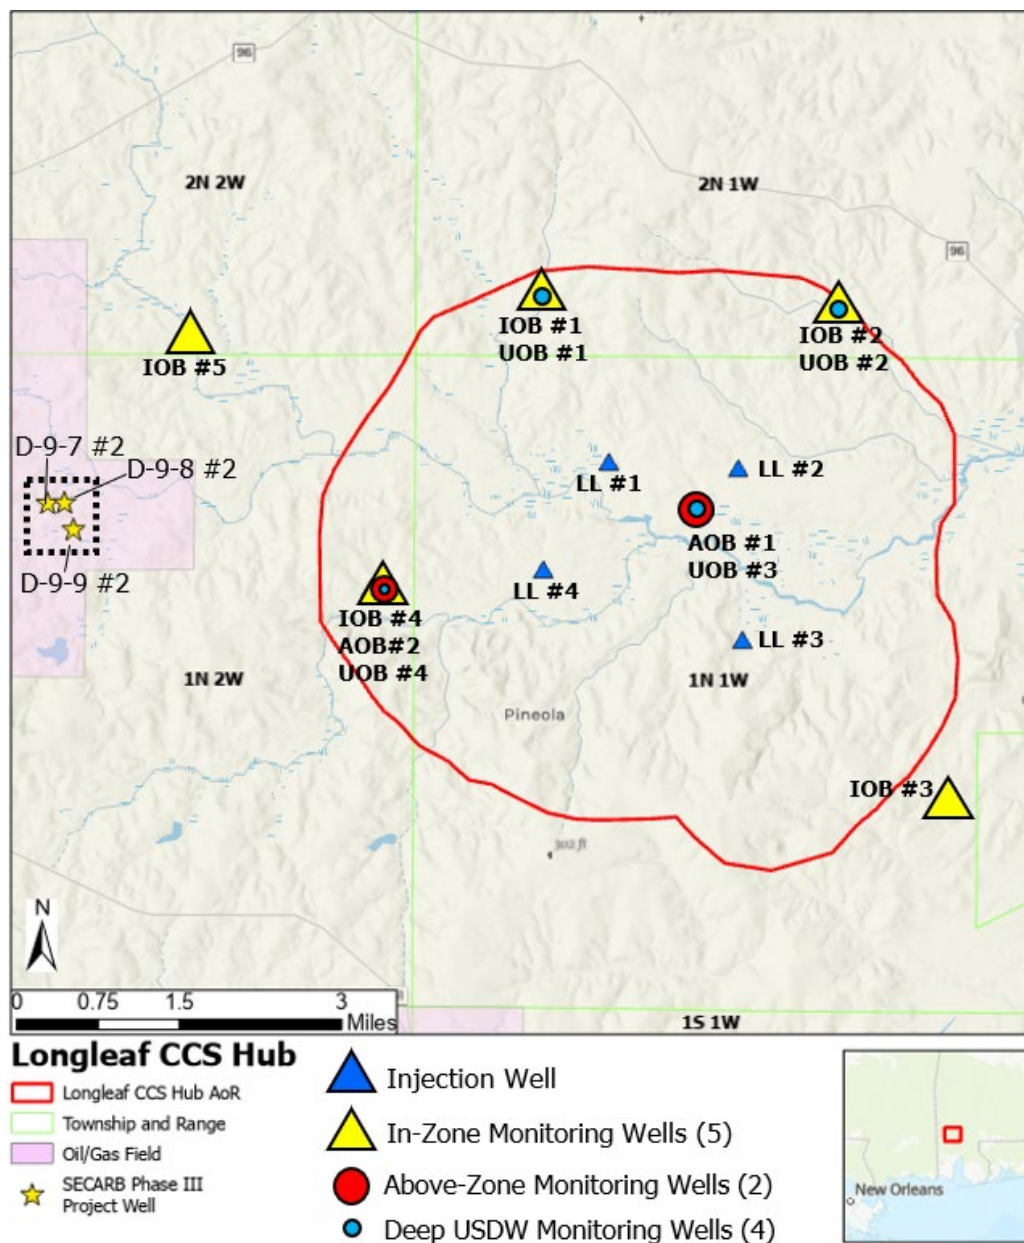 96
2N 2W
2N 1W
96
IOB #1
UOB #1
IOB #2
UOB #2
IOB #5
D-9-7 #2
D-9-8 #2
LL #1
LL #2
AOB #1
UOB #3
D-9-9 #2
LL #4
IOB #4
AOB#2
UOB #4
LL #3
1N 2W
1N 1W
Pineola
IOB #3
N
0 0.75 1.5 3
Miles
1S 1W
Longleaf CCS Hub
Longleaf CCS Hub AoR
Township and Range
Oil/Gas Field
SECARB Phase III
Project Well
Injection Well
In-Zone Monitoring Wells (5)
Above-Zone Monitoring Wells (2)
Deep USDW Monitoring Wells (4)
New Orleans